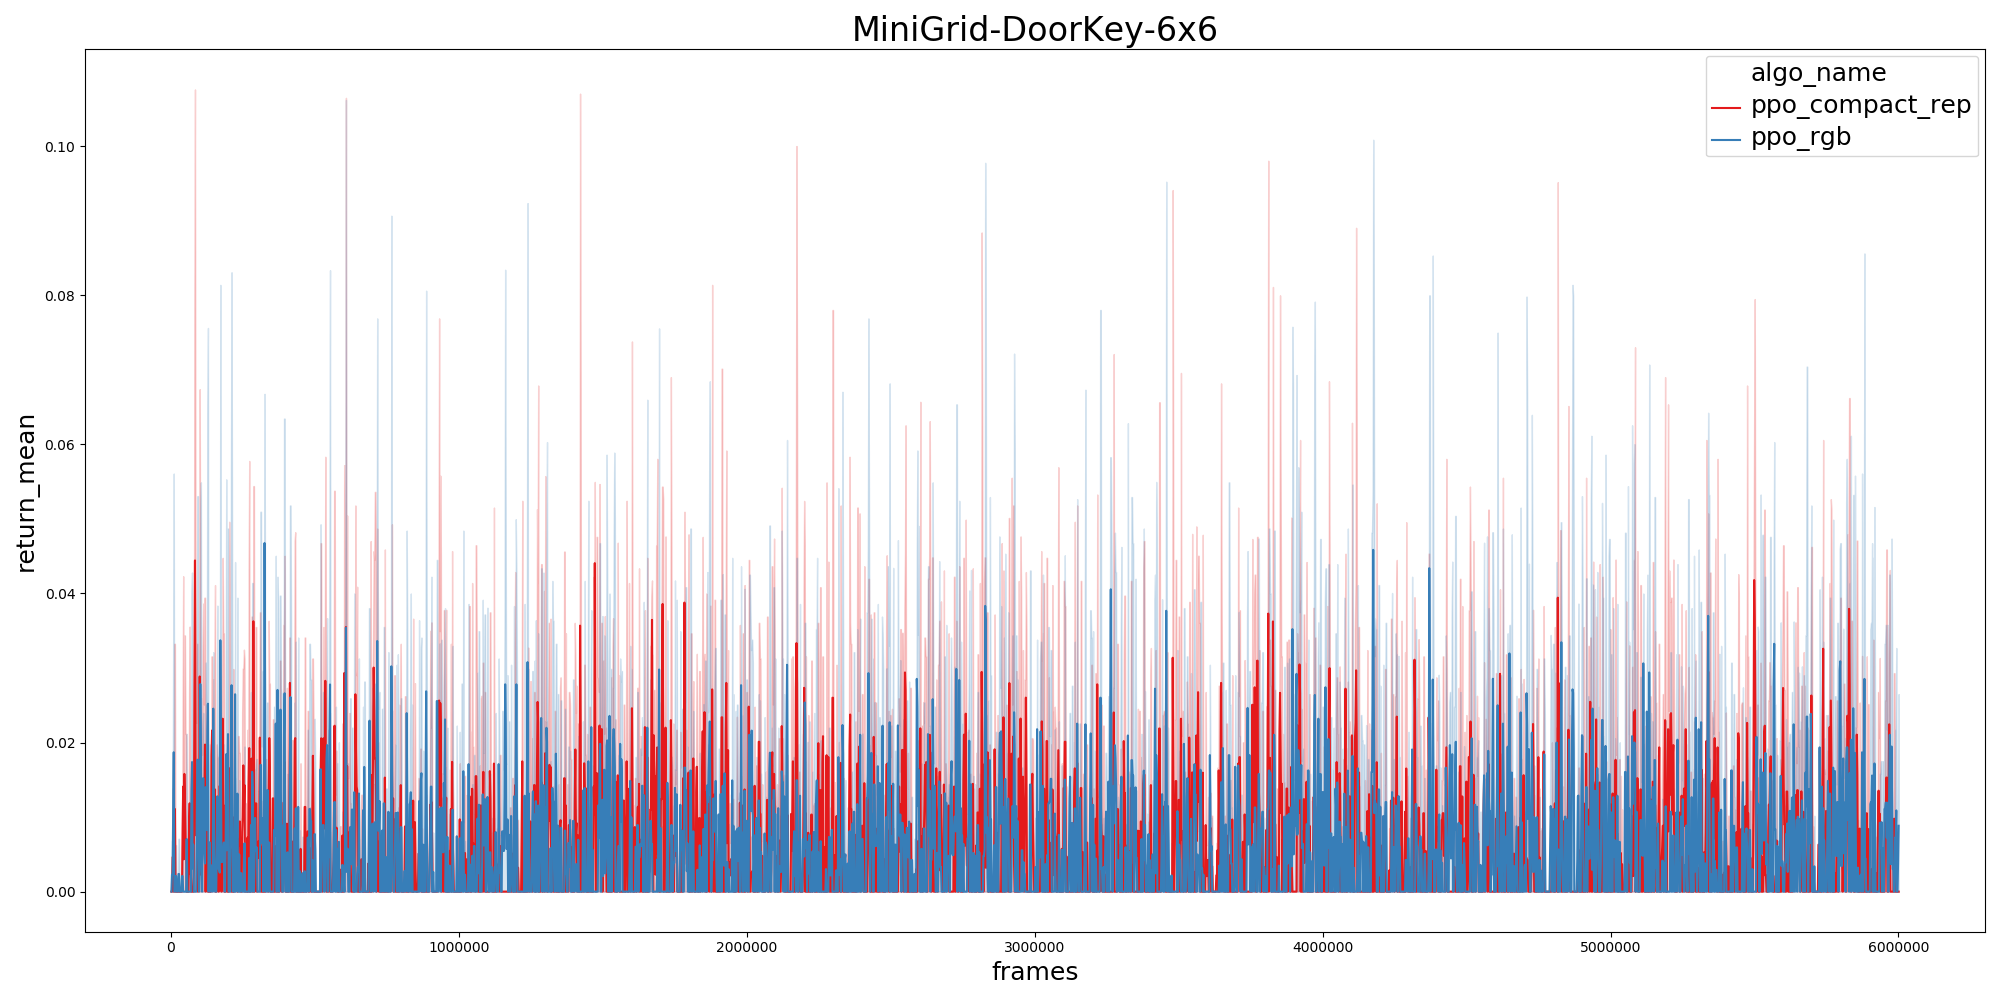 MiniGrid-DoorKey-6x6
algo_name
ppo_compact_rep
ppo_rgb
return_mean
0.10
0.08
0.06
0.04
0.02
0.00
0
1000000
2000000
3000000
4000000
5000000
6000000
frames